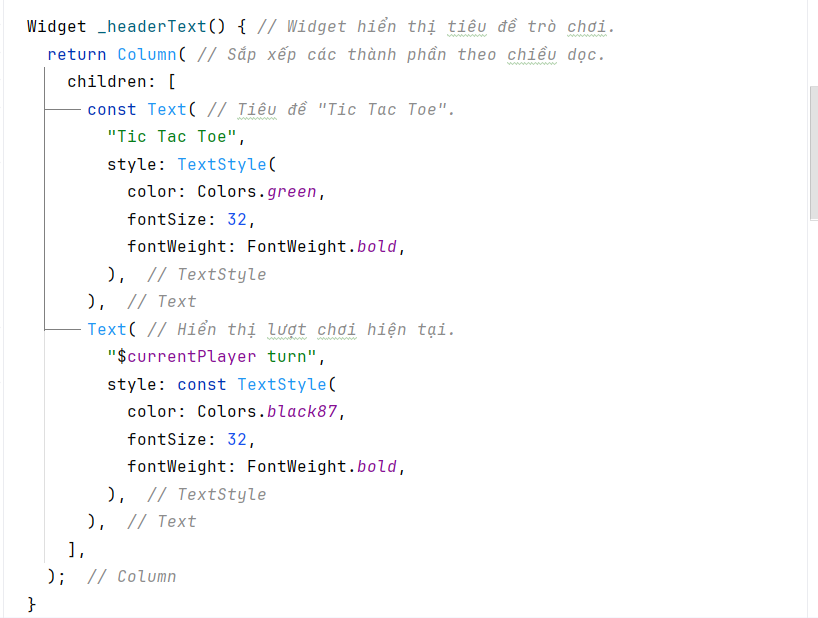 Widget _headerText() { // Widget hiển thị tiêu đề trò chơi.
return Column( // Sắp xếp các thành phần theo chiều dọc.
children: [
const Text( // Tiêu đề "Tic Tac Toe".
"Tic Tac Toe",
style: TextStyle(
color: Colors.green,
fontSize: 32,
fontWeight: FontWeight.bold,
), // TextStyle
), // Text
Text( // Hiển thị lượt chơi hiện tại.
"$currentPlayer turn",
style: const TextStyle(
color: Colors.black87,
fontSize: 32,
fontWeight: FontWeight.bold,
), // TextStyle
), // Text
],
); // Column
}